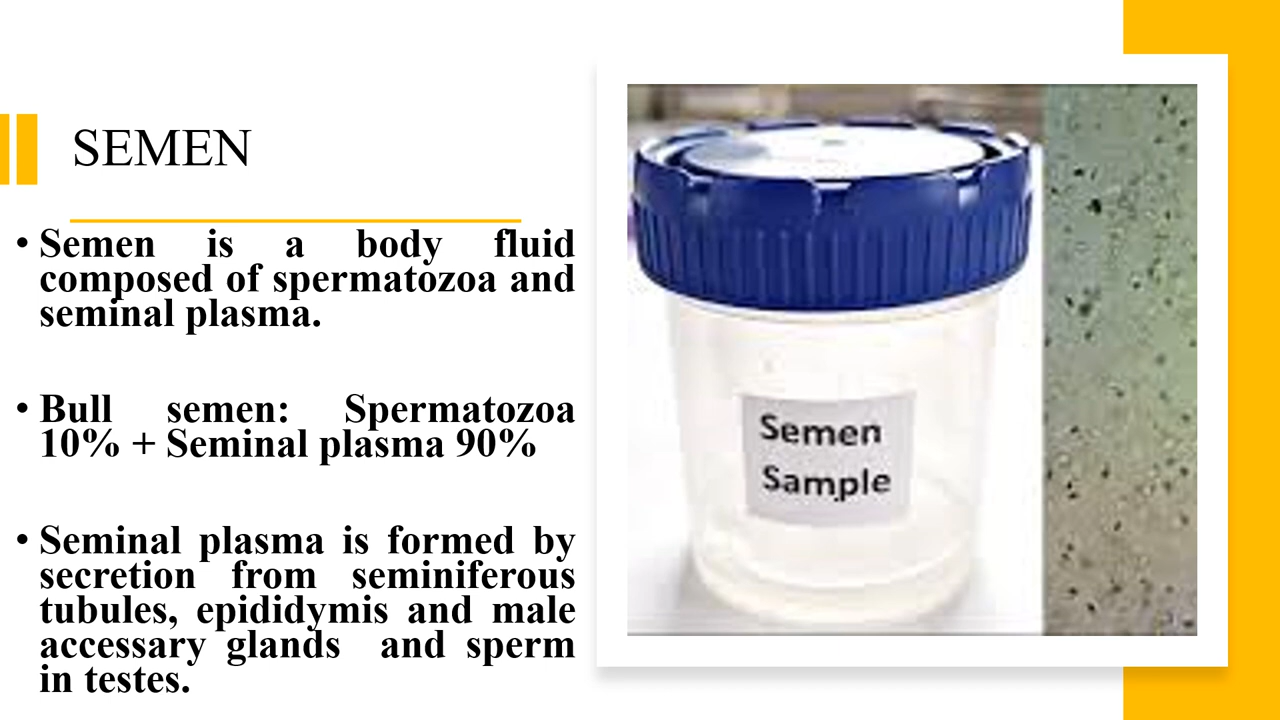 SEMEN
• Semen is a body fluid
composed of spermatozoa and
seminal plasma.
• Bull semen: Spermatozoa
10% + Seminal plasma 90%
• Seminal plasma is formed by
secretion from seminiferous
tubules, epididymis and male
accessary glands and sperm
in testes.
Semen
Sample